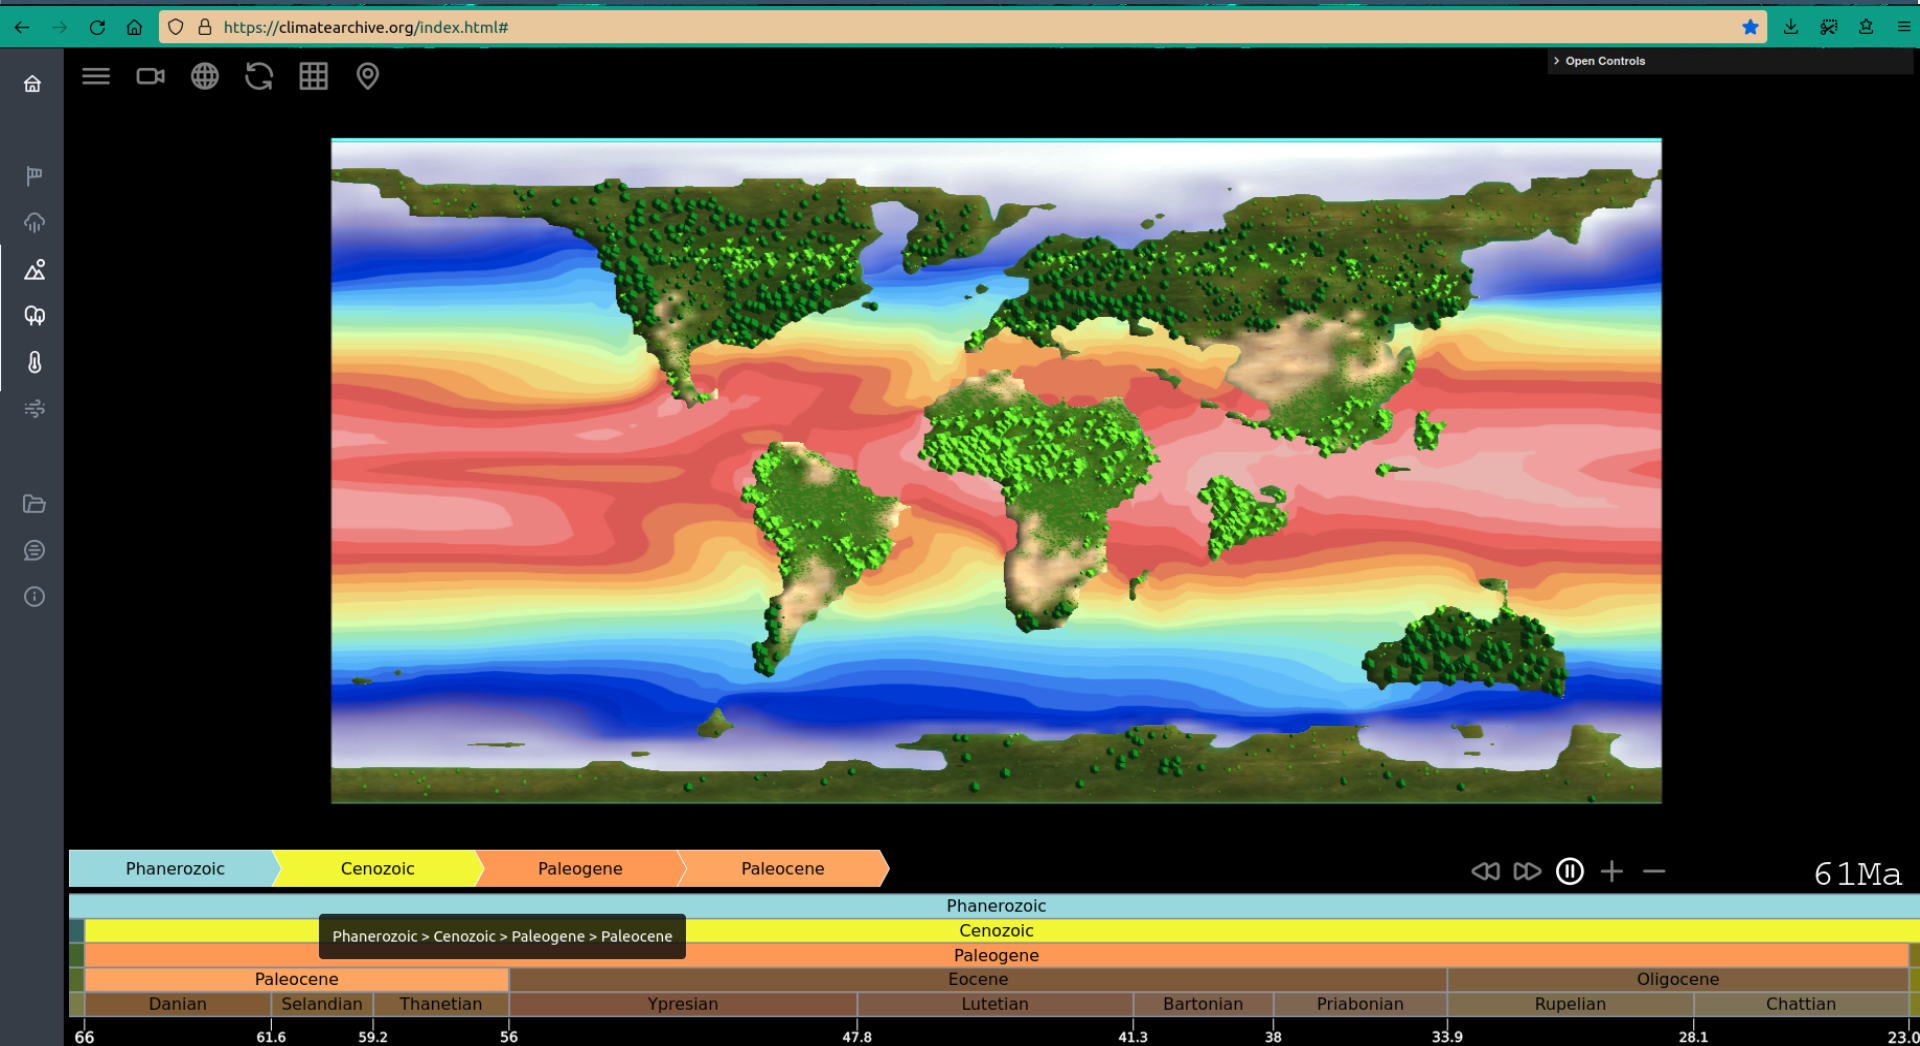 https://climatearchive.org/index.html#
Open Controls
Phanerozoic
Cenozoic
Paleogene
Paleocene
61Ma
Phanerozoic
Cenozoic
Phanerozoic > Cenozoic > Paleogene > Paleocene
Paleogene
Paleocene
Eocene
Oligocene
Danian
Selandian
Thanetian
Ypresian
Lutetian
Bartonian
Priabonian
Rupelian
Chattian
66
61.6
59.2
56
47.8
41.3
38
33.9
28.1
23.0